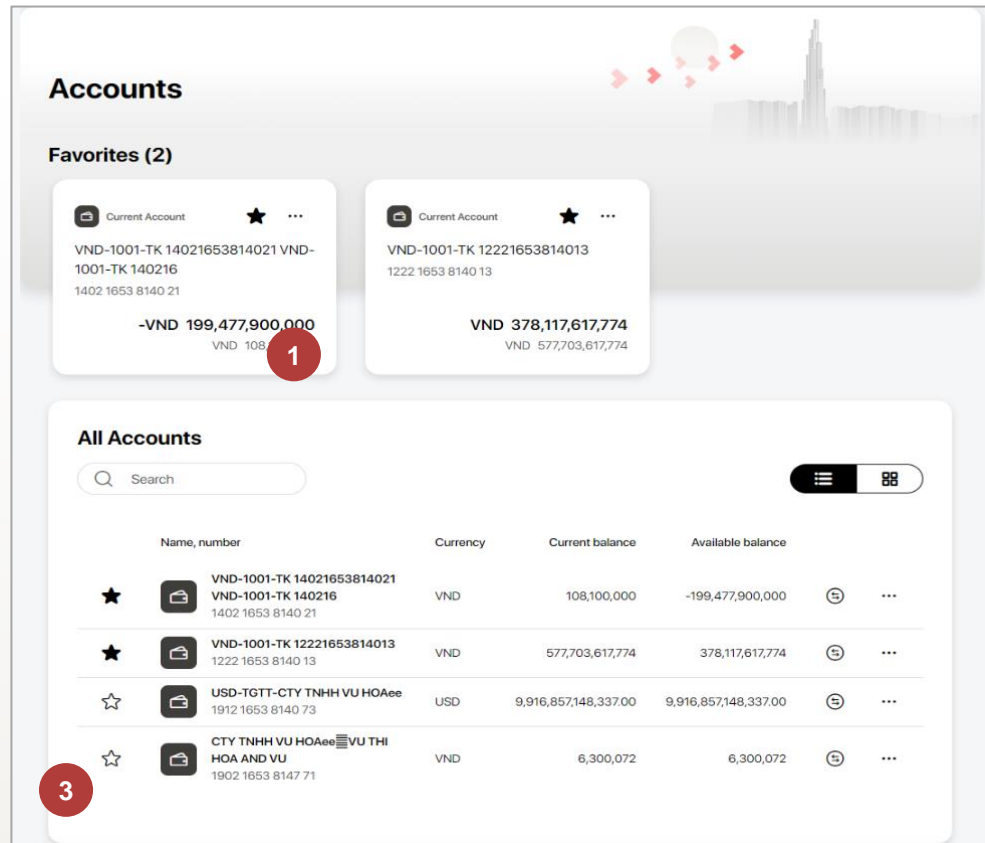 Accounts
Favorites (2)
Current Account
VND-1001-TK 14021653814021 VND-
1001-TK 140216
1402 1653 8140 21
-VND 199,477,900,000
VND 108,
1
Current Account
VND-1001-TK 12221653814013
1222 1653 8140 13
VND 378,117,617,774
VND 577,703,617,774
All Accounts
Search
Name, number Currency Current balance Available balance
VND-1001-TK 14021653814021
VND-1001-TK 140216
1402 1653 8140 21
VND 108,100,000 -199,477,900,000
VND-1001-TK 12221653814013
1222 1653 8140 13
VND 577,703,617,774 378,117,617,774
USD-TGTT-CTY TNHH VU HOAee
1912 1653 8140 73
USD 9,916,857,148,337.00 9,916,857,148,337.00
CTY TNHH VU HOAee VU THI
HOA AND VU
1902 1653 8147 71
VND 6,300,072 6,300,072
3